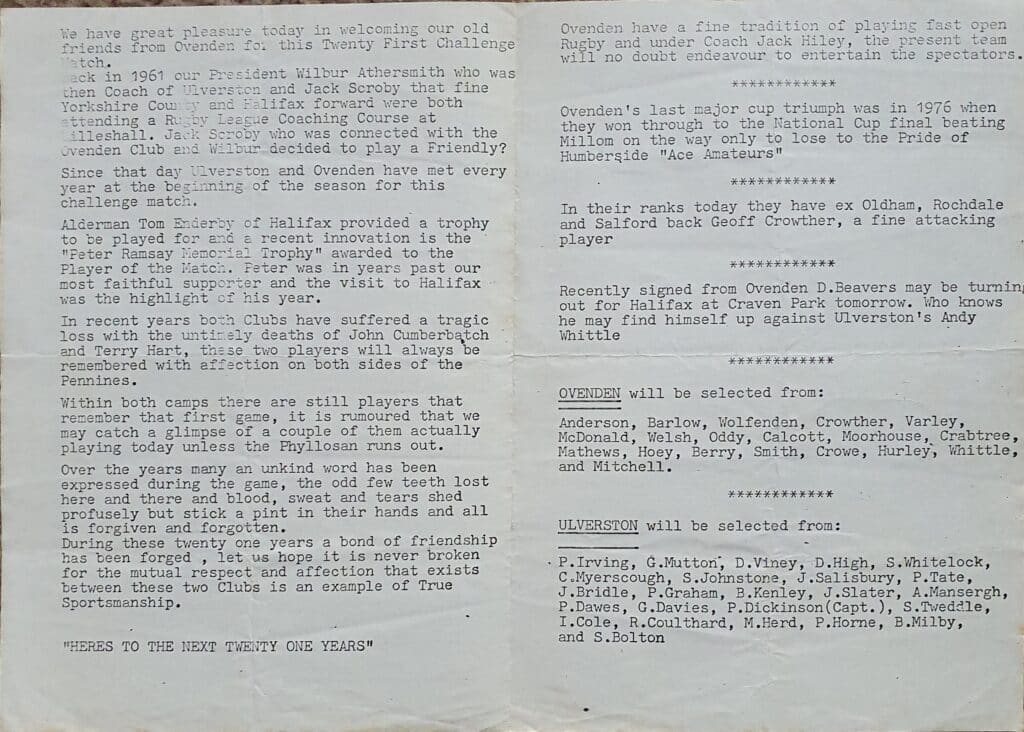 We have great pleasure today in welcoming our old
friends from Ovenden for this Twenty First Challenge
Match.
Back in 1961 our President Wilbur Athersmith who was
then Coach of Ulverston and Jack Scroby that fine
Yorkshire County and Halifax forward were both
attending a Rugby League Coaching Course at
Lilleshall. Jack Scroby who was connected with the
Ovenden Club and Wilbur decided to play a Friendly?
Since that day Ulverston and Ovenden have met every
year at the beginning of the season for this
challenge match.
Alderman Tom Enderby of Halifax provided a trophy
to be played for and a recent innovation is the
"Peter Ramsay Memorial Trophy" awarded to the
Player of the Match. Peter was in years past our
most faithful supporter and the visit to Halifax
was the highlight of his year.
In recent years both Clubs have suffered a tragic
loss with the untimely deaths of John Cumberbatch
and Terry Hart, these two players will always be
remembered with affection on both sides of the
Pennines.
Within both camps there are still players that
remember that first game, it is rumoured that we
may catch a glimpse of a couple of them actually
playing today unless the Phyllosan runs out.
Over the years many an unkind word has been
expressed during the game, the odd few teeth lost
here and there and blood, sweat and tears shed
profusely but stick a pint in their hands and all
is forgiven and forgotten.
During these twenty one years a bond of friendship
has been forged , let us hope it is never broken
for the mutual respect and affection that exists
between these two Clubs is an example of True
Sportsmanship.
"HERES TO THE NEXT TWENTY ONE YEARS"
Ovenden have a fine tradition of playing fast open
Rugby and under Coach Jack Hiley, the present team
will no doubt endeavour to entertain the spectators.
************
Ovenden's last major cup triumph was in 1976 when
they won through to the National Cup final beating
Millom on the way only to lose to the Pride of
Humberside "Ace Amateurs"
************
In their ranks today they have ex Oldham, Rochdale
and Salford back Geoff Crowther, a fine attacking
player
************
Recently signed from Ovenden D.Beavers may be turning
out for Halifax at Craven Park tomorrow. Who knows
he may find himself up against Ulverston's Andy
Whittle
************
OVENDEN will be selected from:
Anderson, Barlow, Wolfenden, Crowther, Varley,
McDonald, Welsh, Oddy, Calcott, Moorhouse, Crabtree,
Mathews, Hoey, Berry, Smith, Crowe, Hurley, Whittle,
and Mitchell.
************
ULVERSTON will be selected from:
P.Irving, G.Mutton, D.Viney, D.High, S.Whitelock,
C.Myerscough, S.Johnstone, J.Salisbury, P.Tate,
J.Bridle, P.Graham, B.Kenley, J.Slater, A.Mansergh,
P.Dawes, G.Davies, P.Dickinson(Capt.), S.Tweddle,
I.Cole, R.Coulthard, M.Herd, P.Horne, B.Milby,
and S.Bolton